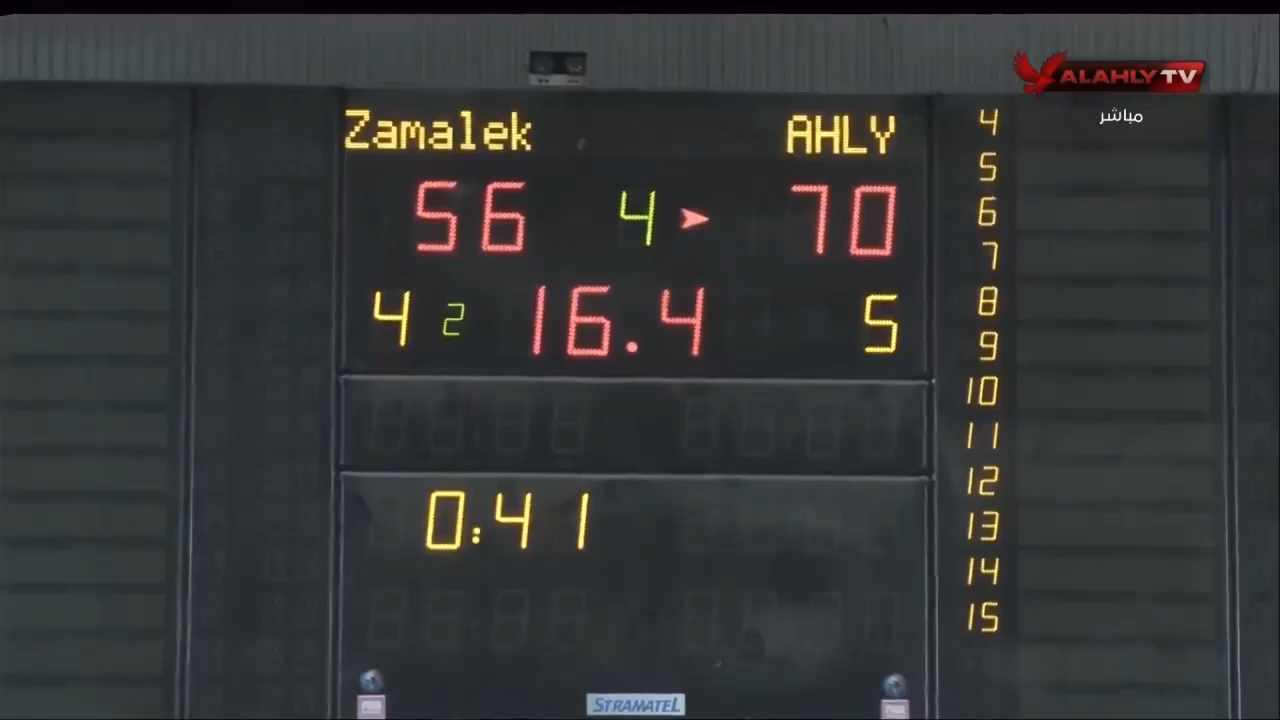 ALAHLY TV
مباشر
Zamalek AHLY
56 4 70
4 2 16.4 5
0:41
4
5
6
7
8
9
10
11
12
13
14
15
STRAMATEL